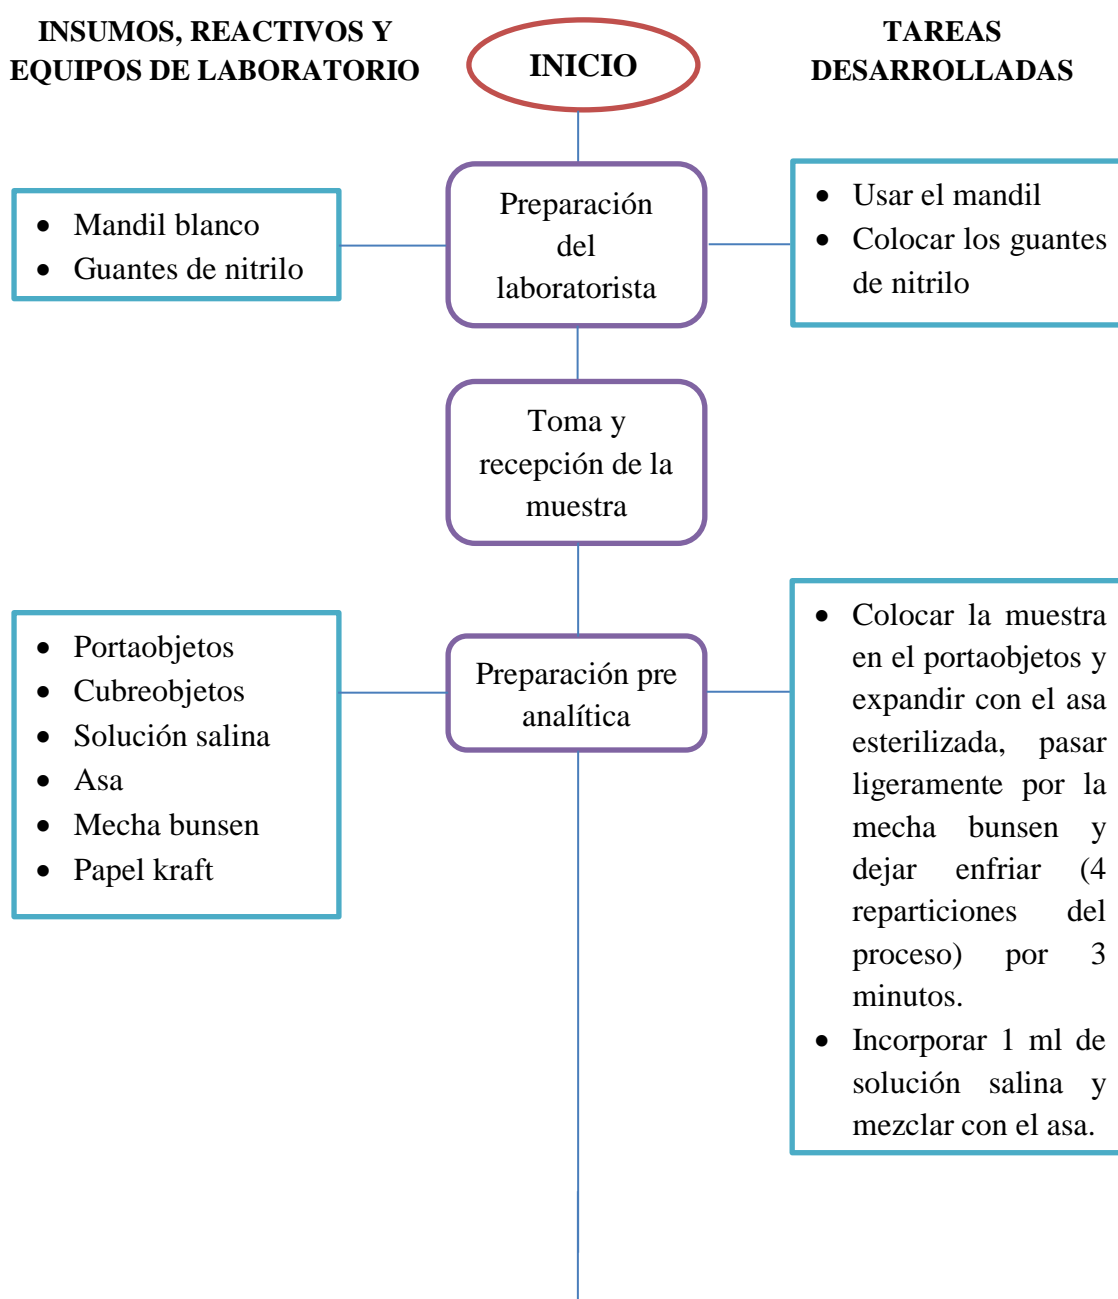 INSUMOS, REACTIVOS Y
EQUIPOS DE LABORATORIO
INICIO
TAREAS
DESARROLLADAS
• Mandil blanco
• Guantes de nitrilo
Preparación
del
laboratorista
• Usar el mandil
• Colocar los guantes
de nitrilo
Toma y
recepción de la
muestra
• Portaobjetos
• Cubreobjetos
• Solución salina
• Asa
• Mecha bunsen
• Papel kraft
Preparación pre
analítica
• Colocar la muestra
en el portaobjetos y
expandir con el asa
esterilizada, pasar
ligeramente por la
mecha bunsen y
dejar enfriar (4
reparticiones del
proceso) por 3
minutos.
• Incorporar 1 ml de
solución salina y
mezclar con el asa.